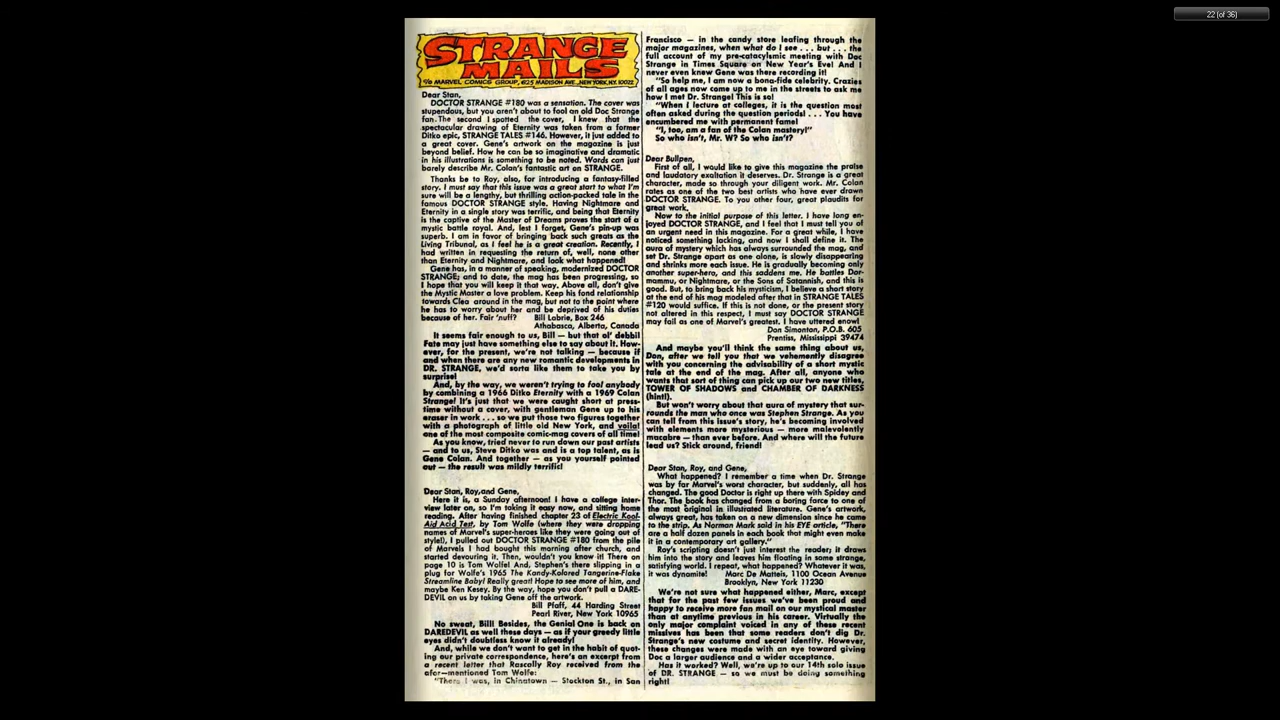 22 (of 36)
STRANGE
MAILS
c/o MARVEL COMICS GROUP, 625 MADISON AVE., NEW YORK, N.Y. 10022
Dear Stan,
DOCTOR STRANGE #180 was a sensation. The cover was
stupendous, but you aren't about to fool an old Doc Strange
fan. The second I spotted the cover, I knew that the
spectacular drawing of Eternity was taken from a former
Ditko epic, STRANGE TALES #146. However, it just added to
a great cover. Gene's artwork on the magazine is just
beyond belief. How he can be so imaginative and dramatic
in his illustrations is something to be noted. Words can just
barely describe Mr. Colan's fantastic art on STRANGE.
Thanks be to Roy, also, for introducing a fantasy-filled
story. I must say that this issue was a great start to what I'm
sure will be a lengthy, but thrilling action-packed tale in the
famous DOCTOR STRANGE style. Having Nightmare and
Eternity in a single story was terrific, and being that Eternity
is the captive of the Master of Dreams proves the start of a
mystic battle royal. And, lest I forget, Gene's pin-up was
superb. I am in favor of bringing back such greats as the
Living Tribunal, as I feel he is a great creation. Recently, I
had written in requesting the return of, well, none other
than Eternity and Nightmare, and look what happened!
Gene has, in a manner of speaking, modernized DOCTOR
STRANGE; and to date, the mag has been progressing, so
I hope that you will keep it that way. Above all, don't give
the Mystic Master a love problem. Keep his fond relationship
towards Clea around in the mag, but not to the point where
he has to worry about her and be deprived of his duties
because of her. Fair 'nuff? Bill Labrie, Box 246
Athabasca, Alberta, Canada
It seems fair enough to us, Bill — but that ol' debbil
Fate may just have something else to say about it. How-
ever, for the present, we're not talking — because if
and when there are any new romantic developments in
DR. STRANGE, we'd sorta like them to take you by
surprise!
And, by the way, we weren't trying to fool anybody
by combining a 1966 Ditko Eternity with a 1969 Colan
Strange! It's just that we were caught short at press-
time without a cover, with gentleman Gene up to his
eraser in work . . . so we put those two figures together
with a photograph of little old New York, and voila!
one of the most composite comic-mag covers of all time!
As you know, tried never to run down our past artists
— and to us, Steve Ditko was and is a top talent, as is
Gene Colan. And together — as you yourself pointed
out — the result was mildly terrific!
Dear Stan, Roy,and Gene,
Here it is, a Sunday afternoon! I have a college inter-
view later on, so I'm taking it easy now, and sitting home
reading. After having finished chapter 23 of Electric Kool-
Aid Acid Test, by Tom Wolfe (where they were dropping
names of Marvel's super-heroes like they were going out of
style!), I pulled out DOCTOR STRANGE #180 from the pile
of Marvels I had bought this morning after church, and
started devouring it. Then, wouldn't you know it! There on
page 10 is Tom Wolfe! And, Stephen's there slipping in a
plug for Wolfe's 1965 The Kandy-Kolored Tangerine-Flake
Streamline Baby! Really great! Hope to see more of him, and
maybe Ken Kesey. By the way, hope you don't pull a DARE-
DEVIL on us by taking Gene off the artwork.
Bill Pfaff, 44 Harding Street
Pearl River, New York 10965
No sweat, Bill! Besides, the Genial One is back on
DAREDEVIL as well these days — as if your greedy little
eyes didn't doubtless know it already!
And, while we don't want to get in the habit of quot-
ing our private correspondence, here's an excerpt from
a recent letter that Rascally Roy received from the
afor—mentioned Tom Wolfe:
"There I was, in Chinatown — Stockton St., in San
Francisco — in the candy store leafing through the
major magazines, when what do I see . . . but . . . the
full account of my pre-cataclysmic meeting with Doc
Strange in Times Square on New Year's Eve! And I
never even knew Gene was there recording it!
"So help me, I am now a bona-fide celebrity. Crazies
of all ages now come up to me in the streets to ask me
how I met Dr. Strange! This is so!
"When I lecture at colleges, it is the question most
often asked during the question periods! . . . You have
encumbered me with permanent fame!
"I, too, am a fan of the Colan mastery!"
So who isn't, Mr. W? So who isn't?
Dear Bullpen,
First of all, I would like to give this magazine the praise
and laudatory exaltation it deserves. Dr. Strange is a great
character, made so through your diligent work. Mr. Colan
rates as one of the two best artists who have ever drawn
DOCTOR STRANGE. To you other four, great plaudits for
great work.
Now to the initial purpose of this letter. I have long en-
joyed DOCTOR STRANGE, and I feel that I must tell you of
an urgent need in this magazine. For a great while, I have
noticed something lacking, and now I shall define it. The
aura of mystery which has always surrounded the mag, and
set Dr. Strange apart as one alone, is slowly disappearing
and shrinks more each issue. He is gradually becoming only
another super-hero, and this saddens me. He battles Dor-
mammu, or Nightmare, or the Sons of Satannish, and this is
good. But, to bring back his mysticism, I believe a short story
at the end of his mag modeled after that in STRANGE TALES
#120 would suffice. If this is not done, or the present story
not altered in this respect, I must say DOCTOR STRANGE
may fail as one of Marvel's greatest. I have uttered enow!
Don Simonton, P.O.B. 605
Prentiss, Mississippi 39474
And maybe you'll think the same thing about us,
Don, after we tell you that we vehemently disagree
with you concerning the advisability of a short mystic
tale at the end of the mag. After all, anyone who
wants that sort of thing can pick up our two new titles,
TOWER OF SHADOWS and CHAMBER OF DARKNESS
(hint!).
But won't worry about that aura of mystery that sur-
rounds the man who once was Stephen Strange. As you
can tell from this issue's story, he's becoming involved
with elements more mysterious — more malevolently
macabre — than ever before. And where will the future
lead us? Stick around, friend!
Dear Stan, Roy, and Gene,
What happened? I remember a time when Dr. Strange
was by far Marvel's worst character, but suddenly, all has
changed. The good Doctor is right up there with Spidey and
Thor. The book has changed from a boring force to one of
the most original in illustrated literature. Gene's artwork,
always great, has taken on a new dimension since he came
to the strip. As Norman Mark said in his EYE article, "There
are a half dozen panels in each book that might even make
it in a contemporary art gallery."
Roy's scripting doesn't just interest the reader; it draws
him into the story and leaves him floating in some strange,
satisfying world. I repeat, what happened? Whatever it was,
it was dynamite! Marc De Matteis, 1100 Ocean Avenue
Brooklyn, New York 11230
We're not sure what happened either, Marc, except
that for the past few issues we've been proud and
happy to receive more fan mail on our mystical master
than at anytime previous in his career. Virtually the
only major complaint voiced in any of these recent
missives has been that some readers don't dig Dr.
Strange's new costume and secret identity. However,
these changes were made with an eye toward giving
Doc a larger audience and a wider acceptance.
Has it worked? Well, we're up to our 14th solo issue
of DR. STRANGE — so we must be doing something
right!